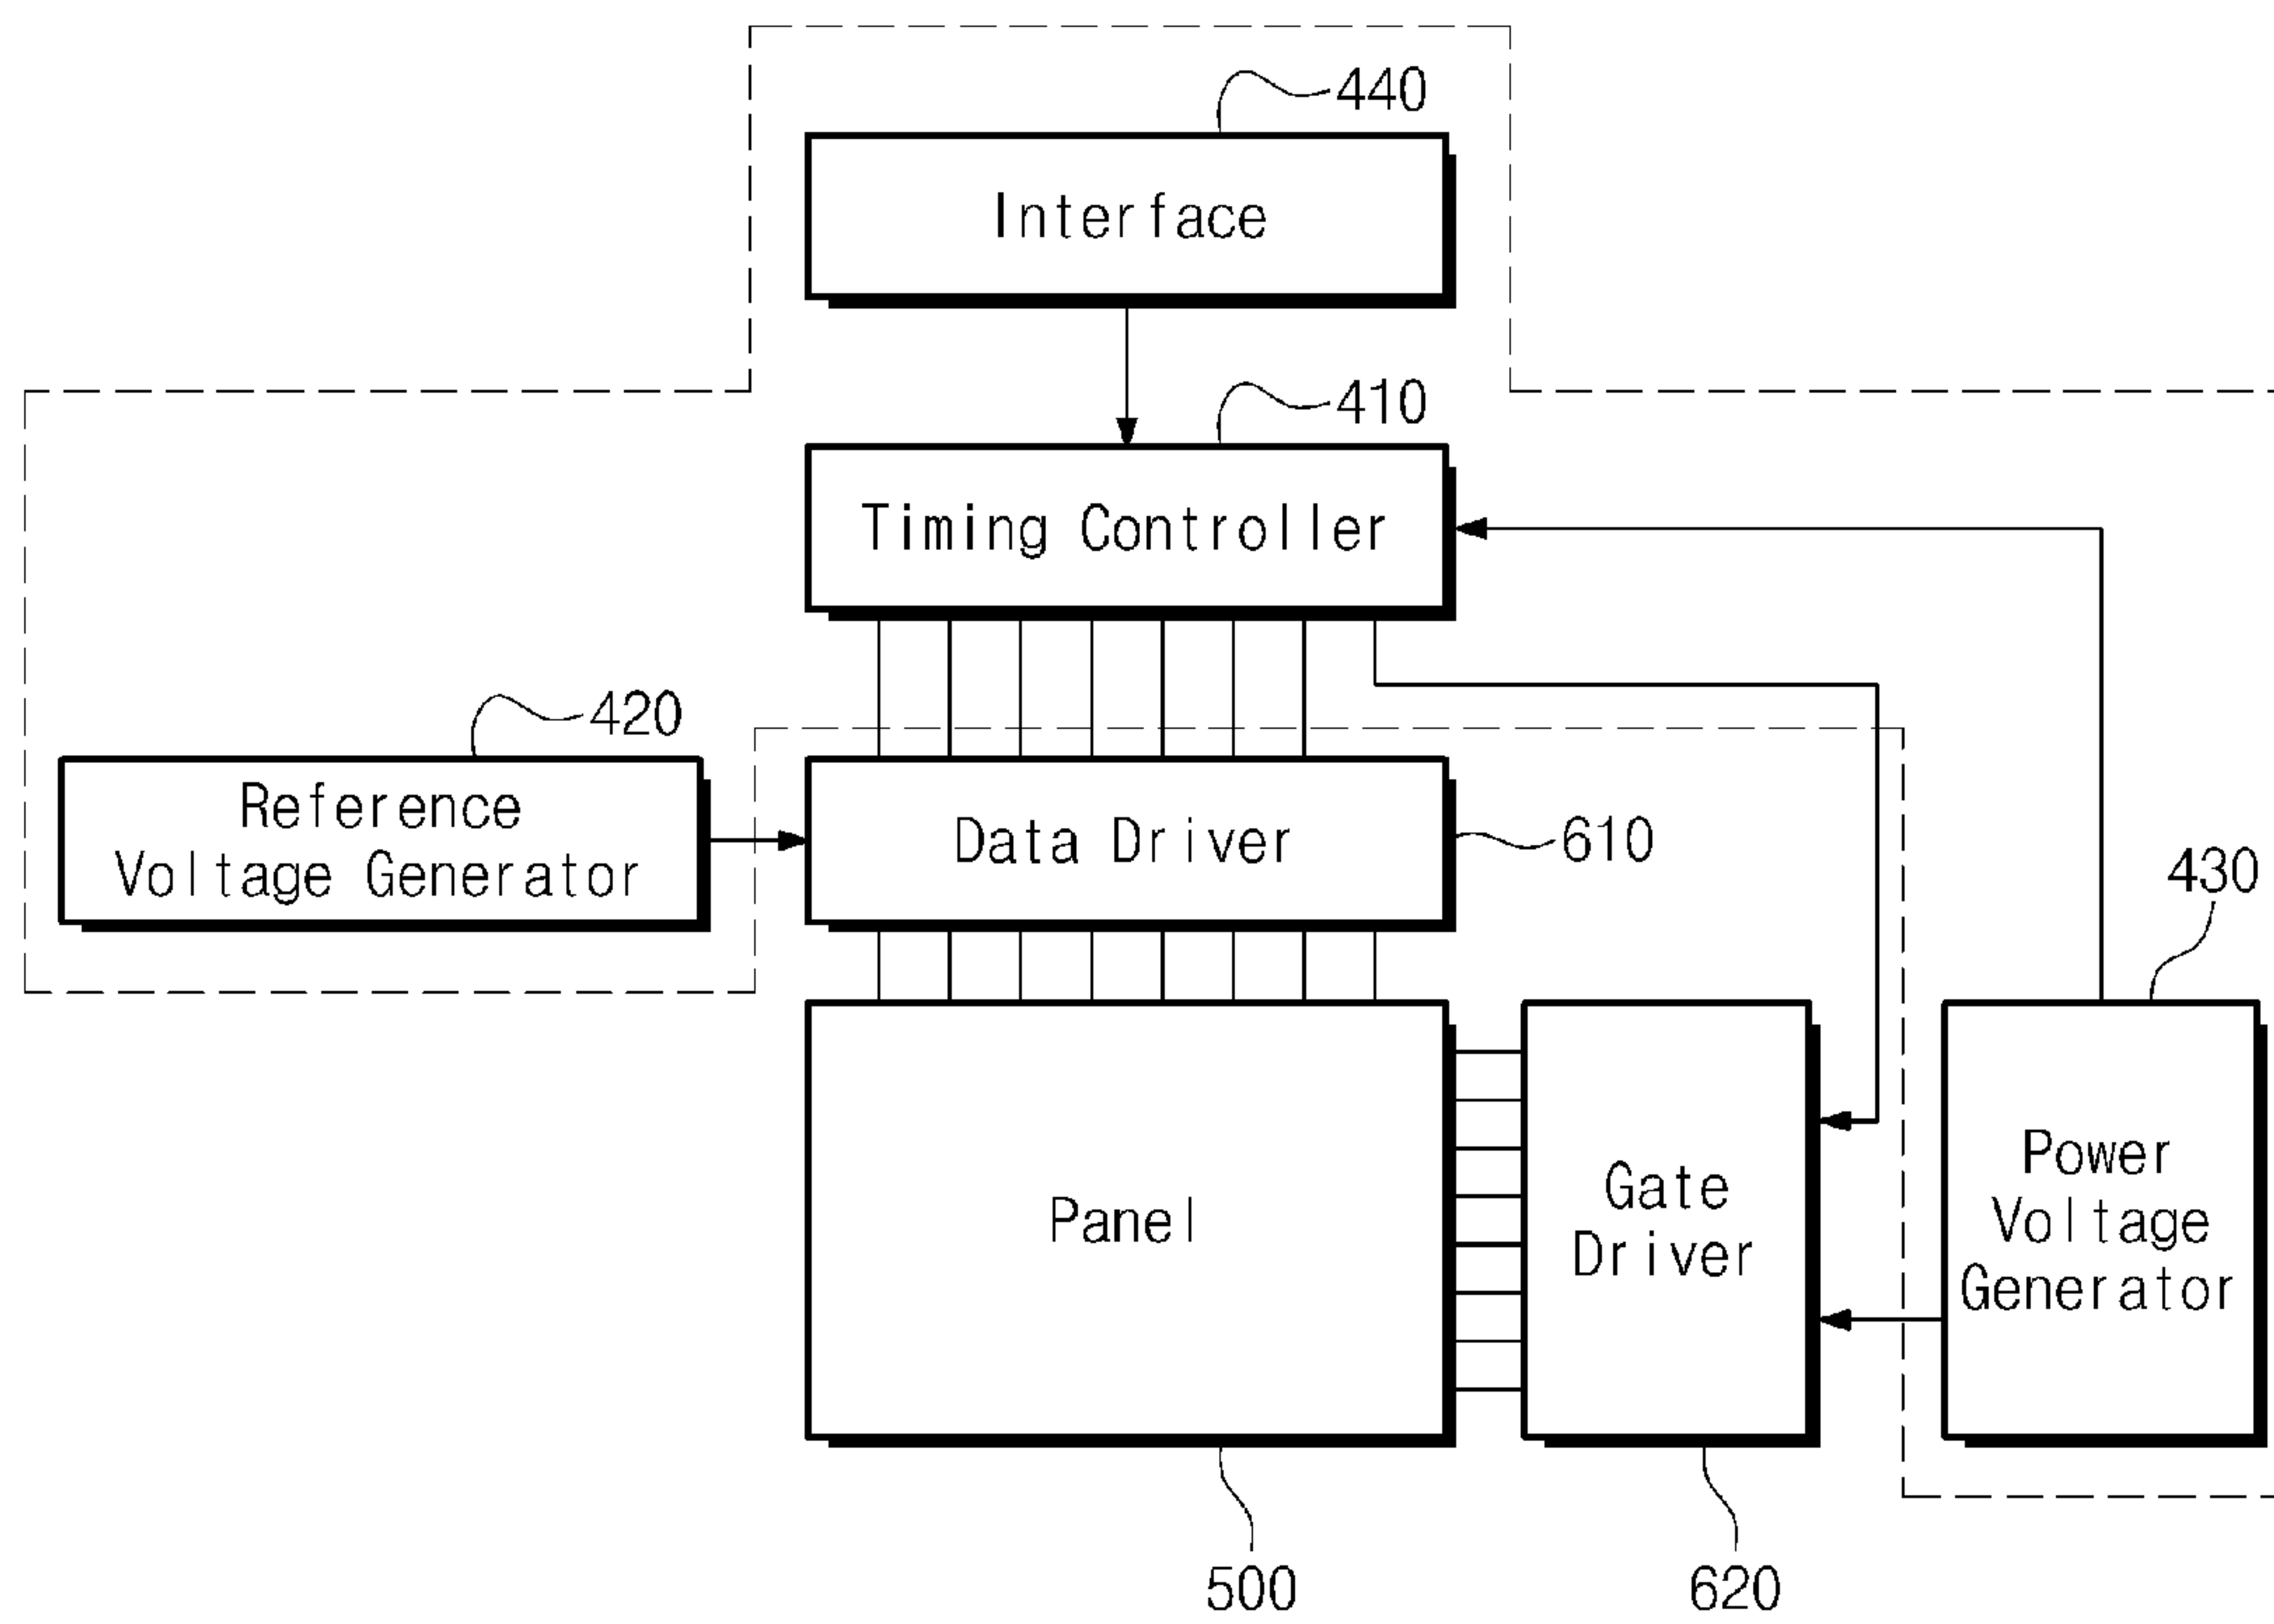 440
Interface
410
Timing Controller
420
Reference
Voltage Generator
Data Driver
610
430
Panel
Gate
Driver
Power
Voltage
Generator
500
620